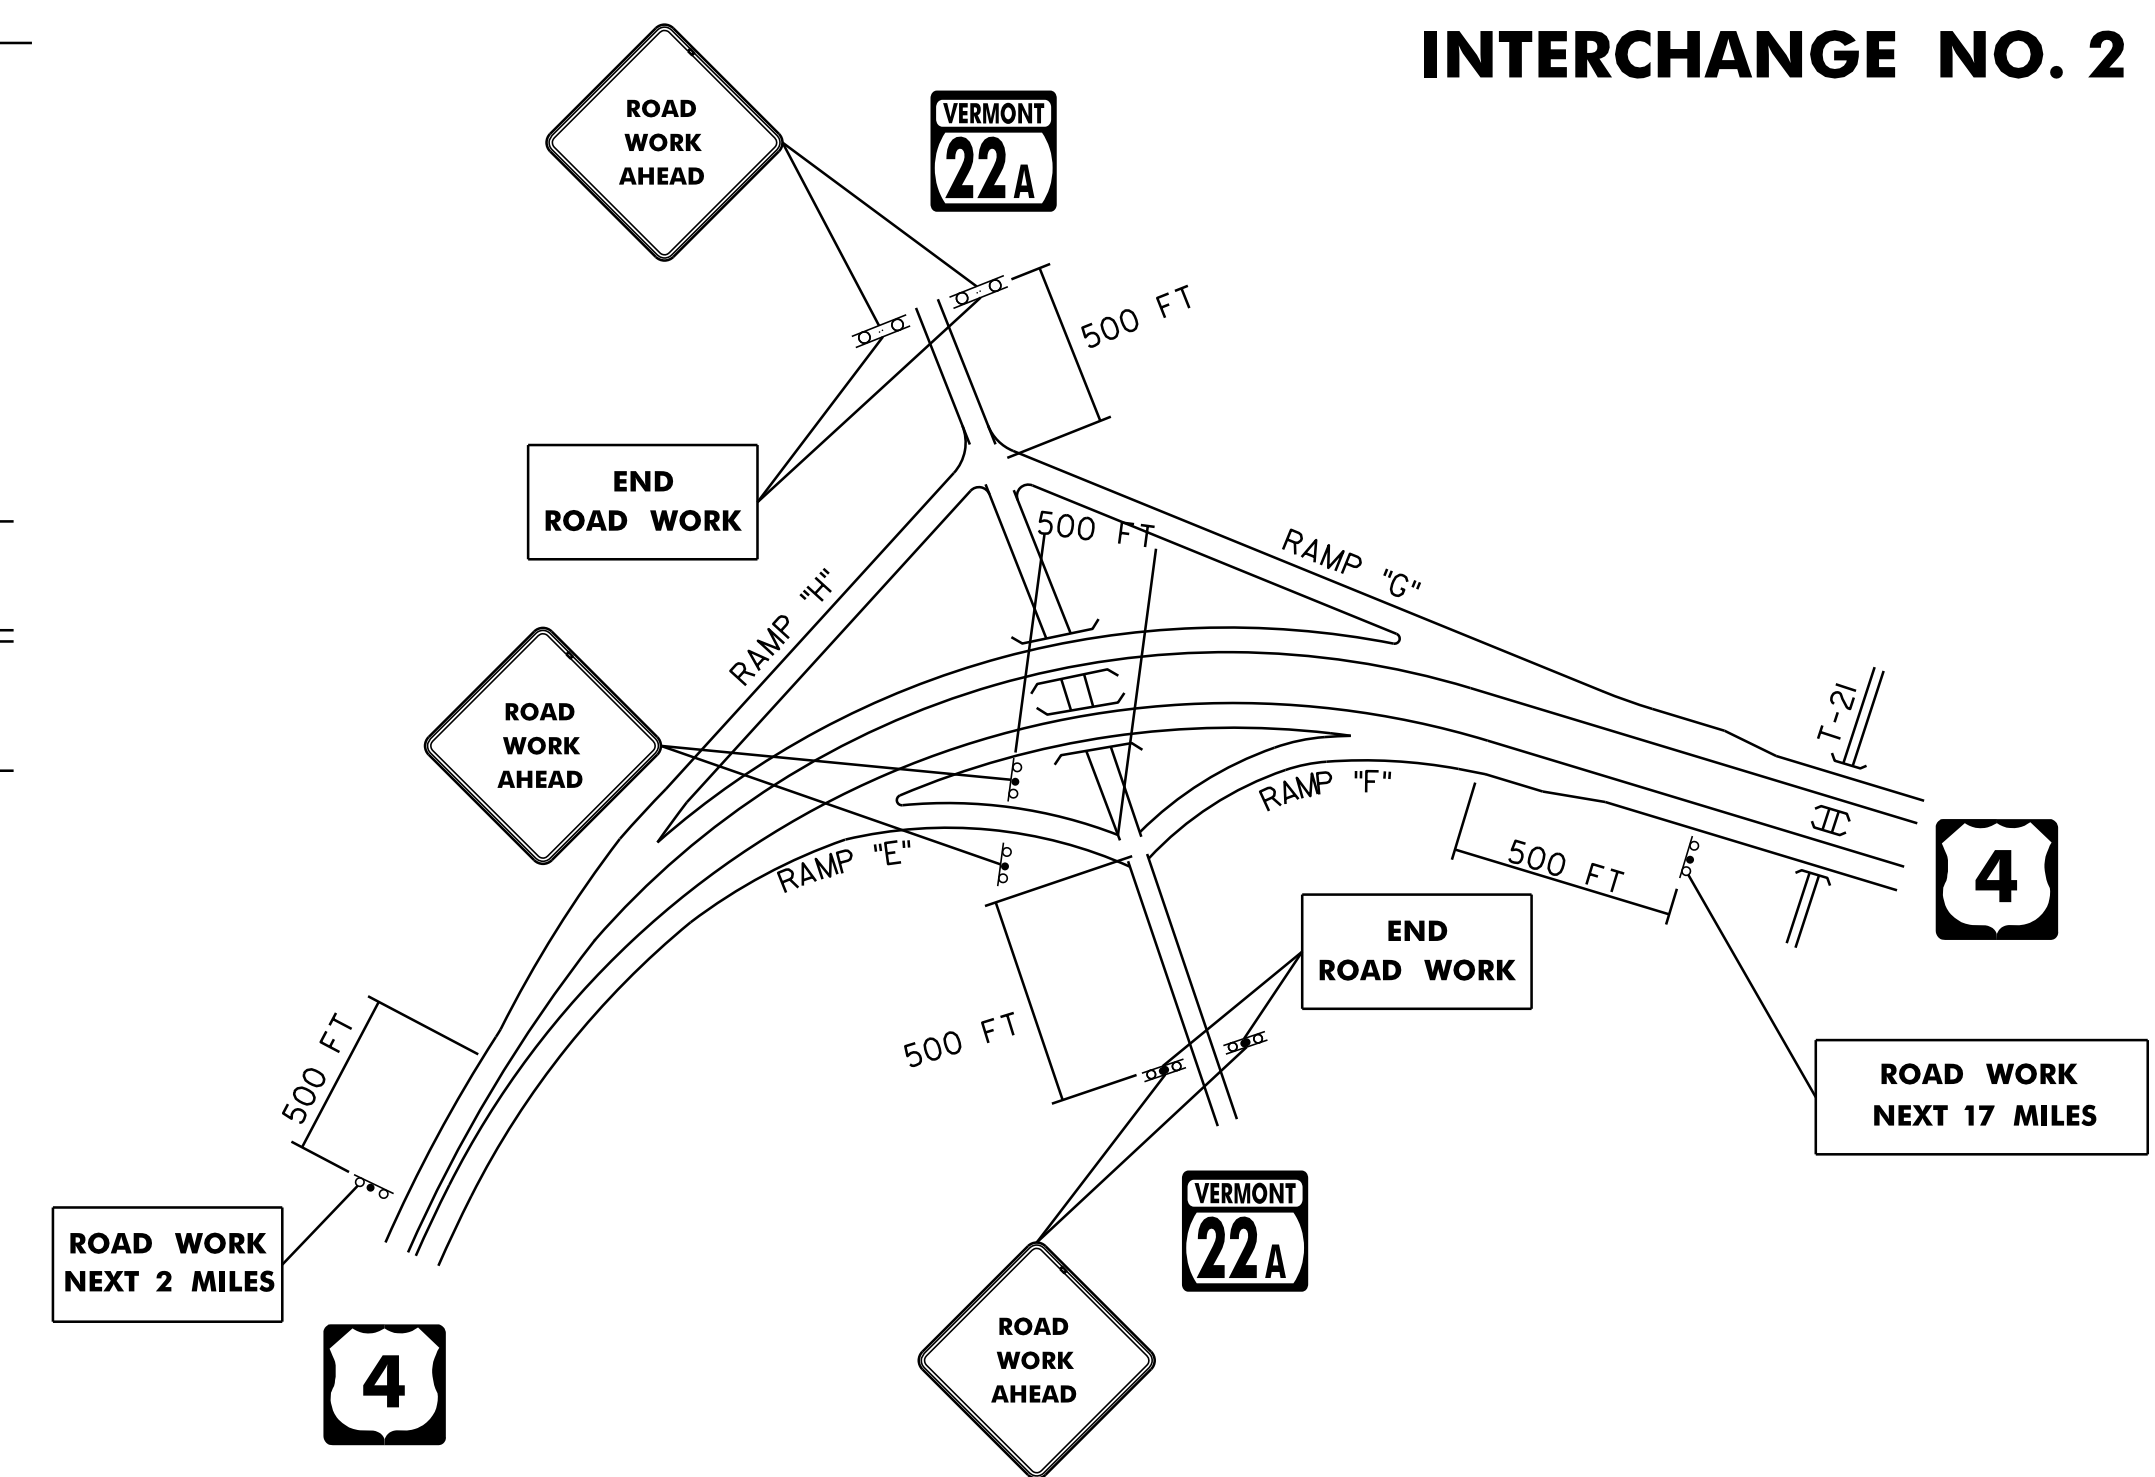 INTERCHANGE NO. 2
ROAD
WORK
AHEAD
VERMONT
22A
500 FT
END
ROAD WORK
500 FT
RAMP "G"
RAMP "H"
ROAD
WORK
AHEAD
T-21
RAMP "F"
RAMP "E"
500 FT
4
END
ROAD WORK
500 FT
500 FT
ROAD WORK
NEXT 17 MILES
ROAD WORK
NEXT 2 MILES
VERMONT
22A
4
ROAD
WORK
AHEAD